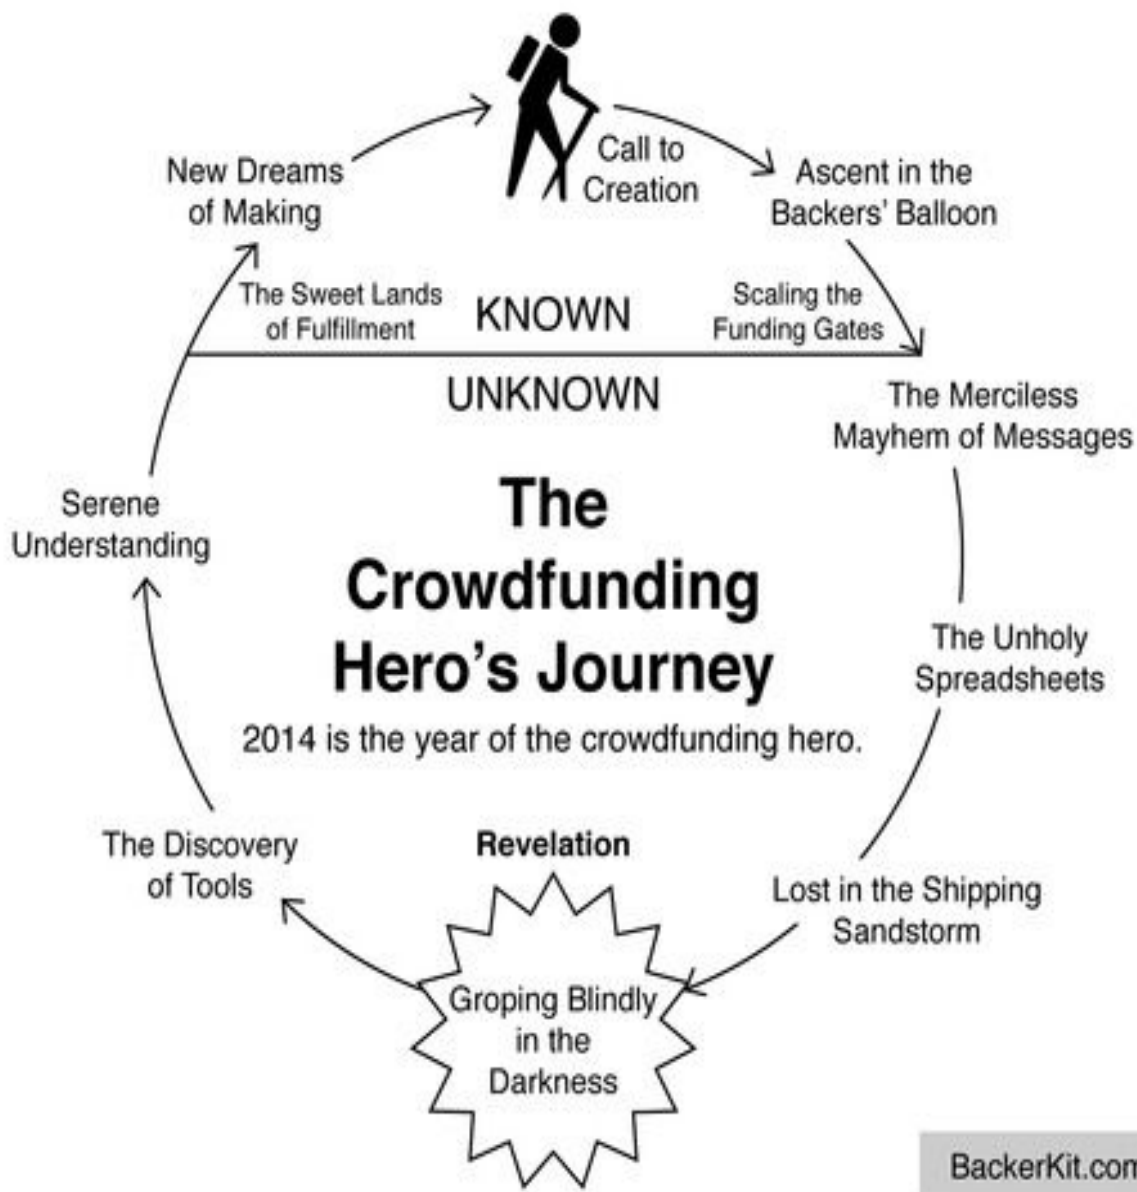 Call to
Creation
Ascent in the
Backers' Balloon
New Dreams
of Making
The Sweet Lands
of Fulfillment
KNOWN
Scaling the
Funding Gates
UNKNOWN
The Merciless
Mayhem of Messages
Serene
Understanding
The
Crowdfunding
Hero's Journey
2014 is the year of the crowdfunding hero.
The Unholy
Spreadsheets
The Discovery
of Tools
Revelation
Lost in the Shipping
Sandstorm
Groping Blindly
in the
Darkness
BackerKit.com